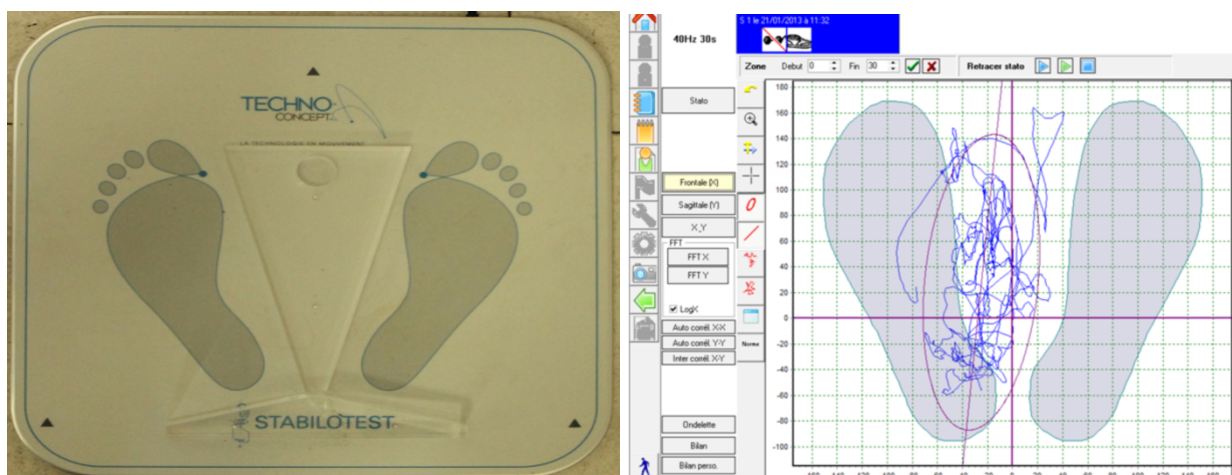 TECHNO
CONCEPT
LA TECHNOLOGIE EN MOUVEMENT
STABILOTEST
S 1 le 21/01/2013 à 11:32
40Hz 30s
Zone Debut 0 Fin 30 Retracer stato
Stato
Frontale (X)
Sagittale (Y)
X_Y
FFT
FFT X
FFT Y
LogX
Auto corrél. X-X
Auto corrél. Y-Y
Inter corrél. X-Y
Norme
Ondelette
Bilan
Bilan perso.
180
160
140
120
100
80
60
40
20
0
-20
-40
-60
-80
-100